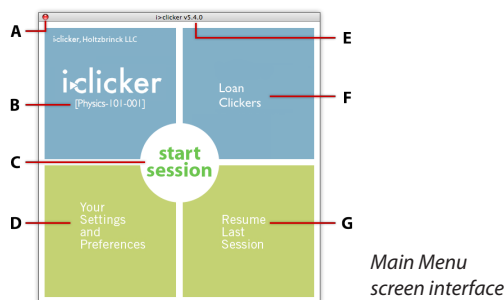 i>clicker v5.4.0
A
E
i>clicker, Holtzbrinck LLC
i>clicker
B
[Physics-101-001]
Loan
Clickers
F
C
start
session
D
Your
Settings
and
Preferences
Resume
Last
Session
G
Main Menu
screen interface